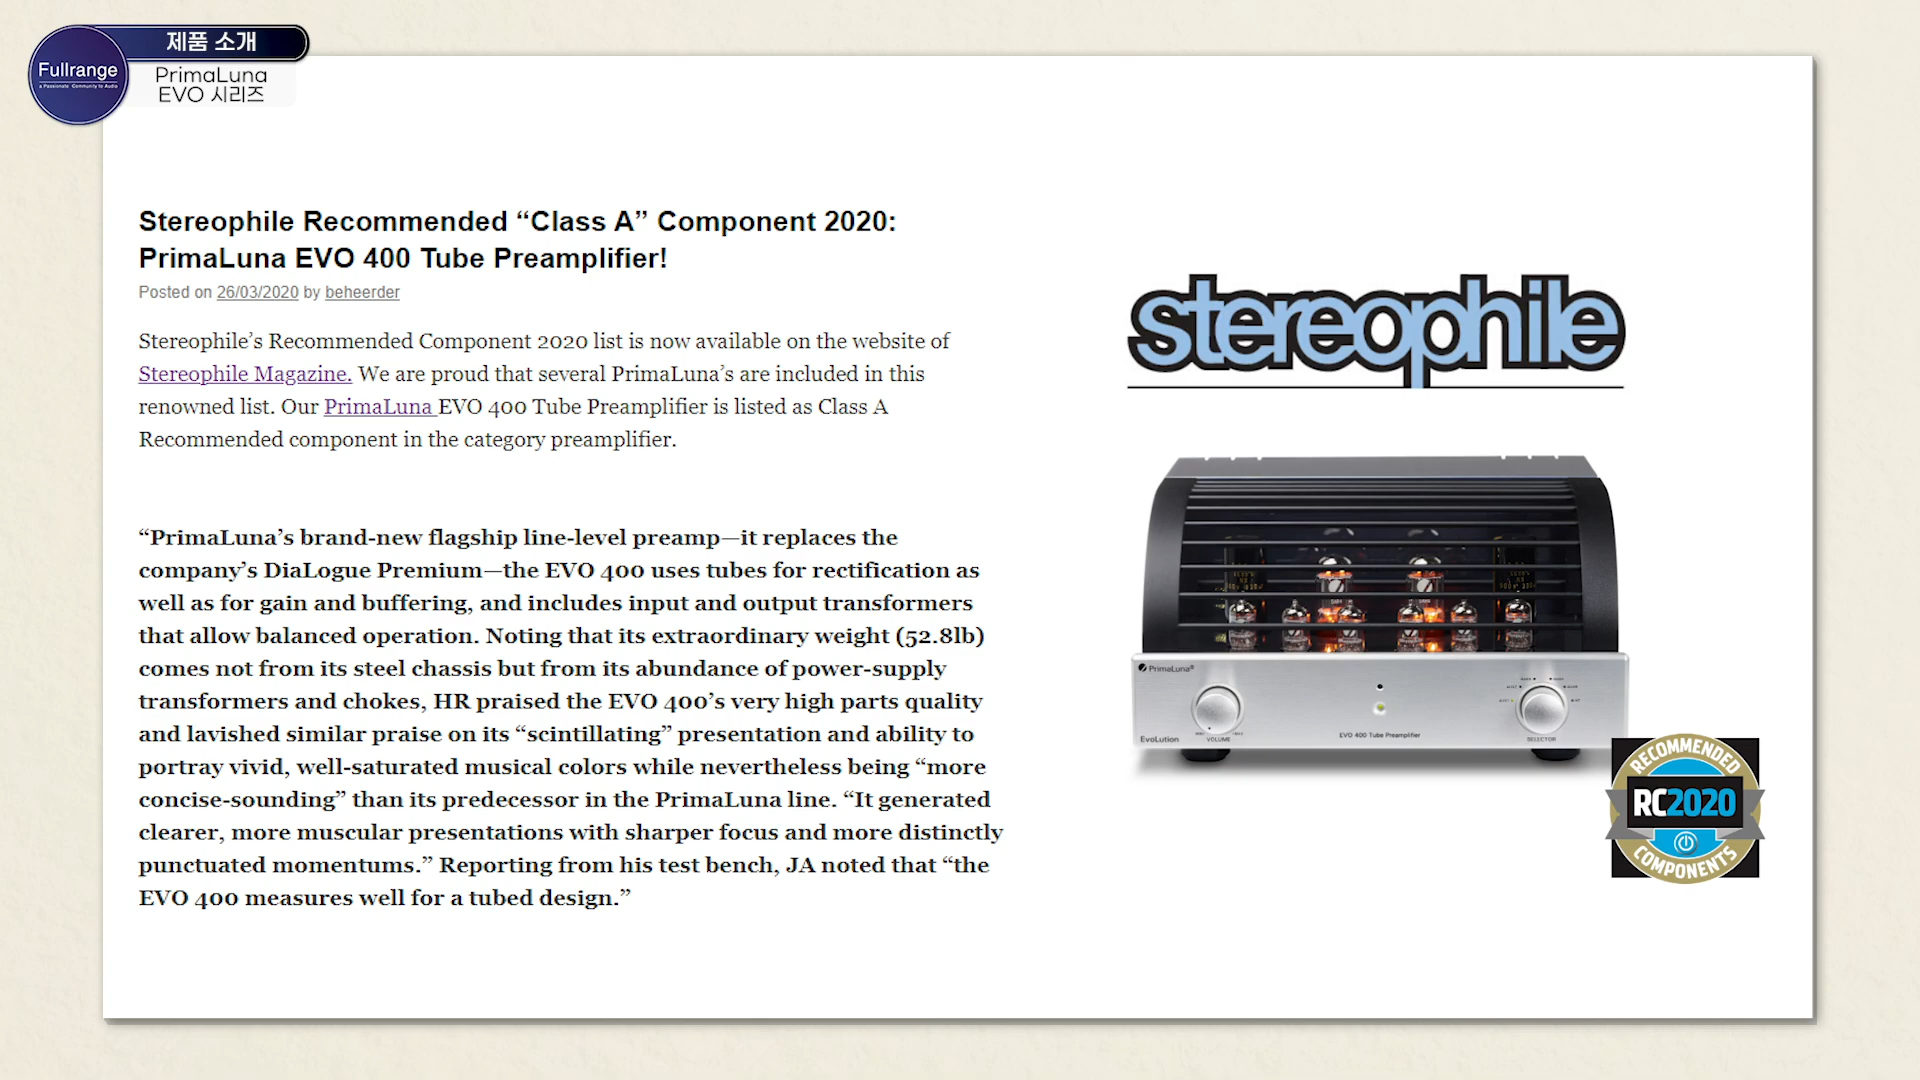 제품 소개
Fullrange
a Passionate Community to Audio
PrimaLuna
EVO 시리즈
Stereophile Recommended “Class A” Component 2020:
PrimaLuna EVO 400 Tube Preamplifier!
Posted on 26/03/2020 by beheerder
Stereophile’s Recommended Component 2020 list is now available on the website of
Stereophile Magazine. We are proud that several PrimaLuna’s are included in this
renowned list. Our PrimaLuna EVO 400 Tube Preamplifier is listed as Class A
Recommended component in the category preamplifier.
“PrimaLuna’s brand-new flagship line-level preamp—it replaces the
company’s DiaLogue Premium—the EVO 400 uses tubes for rectification as
well as for gain and buffering, and includes input and output transformers
that allow balanced operation. Noting that its extraordinary weight (52.8lb)
comes not from its steel chassis but from its abundance of power-supply
transformers and chokes, HR praised the EVO 400’s very high parts quality
and lavished similar praise on its “scintillating” presentation and ability to
portray vivid, well-saturated musical colors while nevertheless being “more
concise-sounding” than its predecessor in the PrimaLuna line. “It generated
clearer, more muscular presentations with sharper focus and more distinctly
punctuated momentums.” Reporting from his test bench, JA noted that “the
EVO 400 measures well for a tubed design.”
stereophile
PrimaLuna®
EvoLution
VOLUME
EVO 400 Tube Preamplifier
SELECTOR
RECOMMENDED
RC2020
COMPONENTS